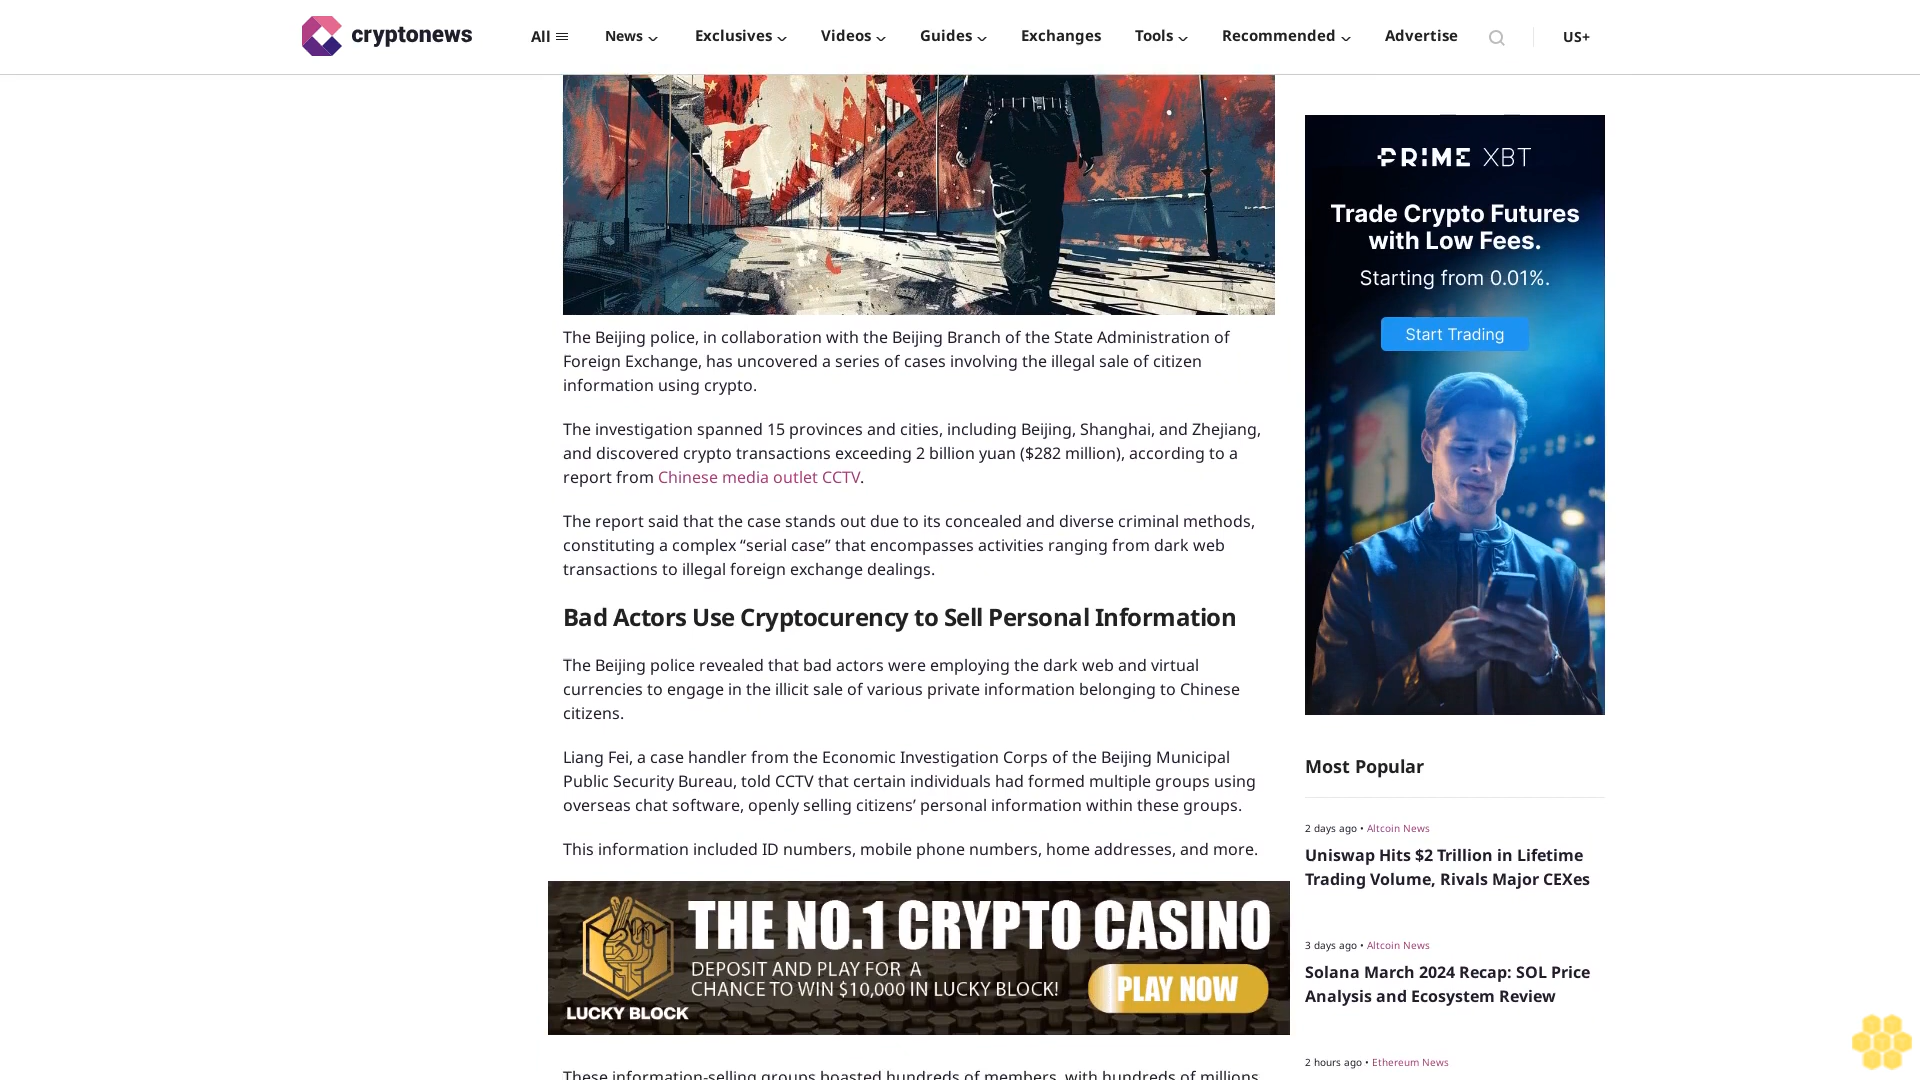 cryptonews
All
News
Exclusives
Videos
Guides
Exchanges
Tools
Recommended
Advertise
US+
The Beijing police, in collaboration with the Beijing Branch of the State Administration of
Foreign Exchange, has uncovered a series of cases involving the illegal sale of citizen
information using crypto.
The investigation spanned 15 provinces and cities, including Beijing, Shanghai, and Zhejiang,
and discovered crypto transactions exceeding 2 billion yuan ($282 million), according to a
report from Chinese media outlet CCTV.
The report said that the case stands out due to its concealed and diverse criminal methods,
constituting a complex “serial case” that encompasses activities ranging from dark web
transactions to illegal foreign exchange dealings.
Bad Actors Use Cryptocurency to Sell Personal Information
The Beijing police revealed that bad actors were employing the dark web and virtual
currencies to engage in the illicit sale of various private information belonging to Chinese
citizens.
Liang Fei, a case handler from the Economic Investigation Corps of the Beijing Municipal
Public Security Bureau, told CCTV that certain individuals had formed multiple groups using
overseas chat software, openly selling citizens’ personal information within these groups.
This information included ID numbers, mobile phone numbers, home addresses, and more.
THE NO.1 CRYPTO CASINO
DEPOSIT AND PLAY FOR A
CHANCE TO WIN $10,000 IN LUCKY BLOCK!
PLAY NOW
LUCKY BLOCK
These information-selling groups boasted hundreds of members, with hundreds of millions
PRIME XBT
Trade Crypto Futures
with Low Fees.
Starting from 0.01%.
Start Trading
Most Popular
2 days ago • Altcoin News
Uniswap Hits $2 Trillion in Lifetime
Trading Volume, Rivals Major CEXes
3 days ago • Altcoin News
Solana March 2024 Recap: SOL Price
Analysis and Ecosystem Review
2 hours ago • Ethereum News